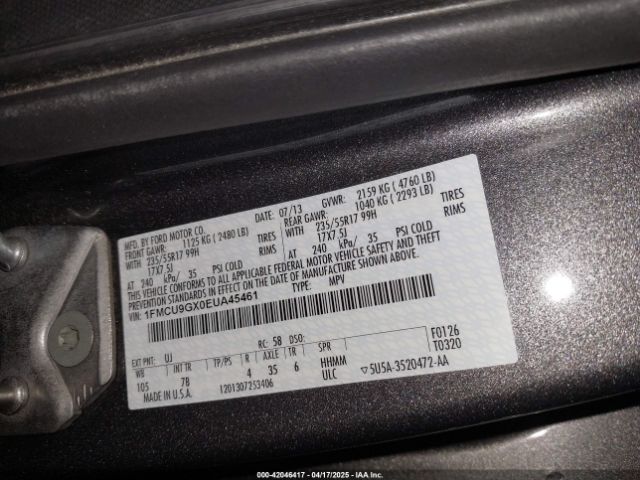 MFD. BY FORD MOTOR CO.
DATE: 07/13 GVWR: 2159 KG ( 4760 LB)
FRONT GAWR: 1125 KG ( 2480 LB) REAR GAWR: 1040 KG ( 2293 LB)
WITH 235/55R17 99H TIRES WITH 235/55R17 99H TIRES
17X7.5J RIMS 17X7.5J RIMS
AT 240 kPa/ 35 PSI COLD AT 240 kPa/ 35 PSI COLD
THIS VEHICLE CONFORMS TO ALL APPLICABLE FEDERAL MOTOR VEHICLE SAFETY AND THEFT
PREVENTION STANDARDS IN EFFECT ON THE DATE OF MANUFACTURE SHOWN ABOVE.
VIN: 1FMCU9GX0EUA45461 TYPE: MPV
F0126
T0320
EXT PNT: UJ RC: 58 DSO:
WB INT TR TP/PS R AXLE TR SPR HHMM
105 78 4 35 6 ULC
MADE IN U.S.A. 1201307253406 ▽5U5A-3520472-AA
000-42046417 - 04/17/2025 - IAA Inc.